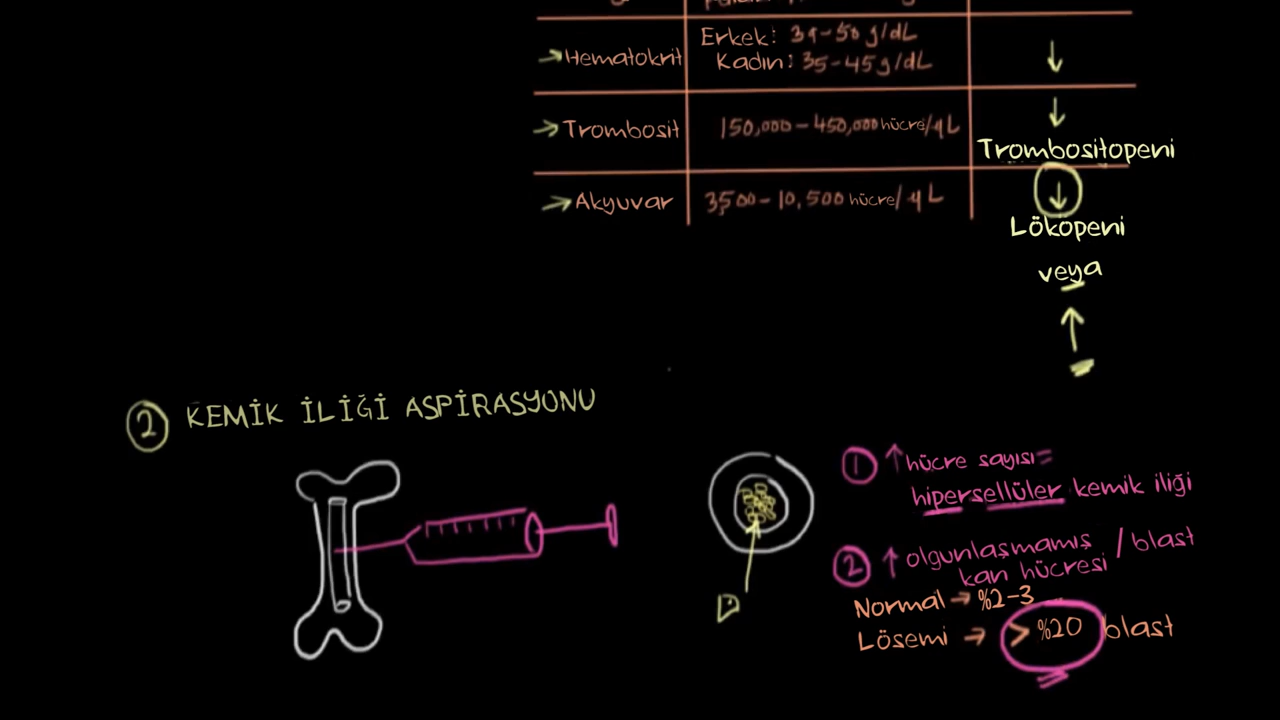 Erkek: 39-50 g/dL
→Hematokrit
Kadın: 35-45 g/dL
↓
→Trombosit
150,000-450,000 hücre/µL
↓
Trombositopeni
→Akyuvar
3500-10,500 hücre/µL
↓
Lökopeni
veya
↑
2 KEMİK İLİĞİ ASPİRASYONU
1 ↑hücre sayısı=
hipersellüler kemik iliği
2 ↑ olgunlaşmamış / blast
kan hücresi
Normal → %2-3
Lösemi → > %20 blast